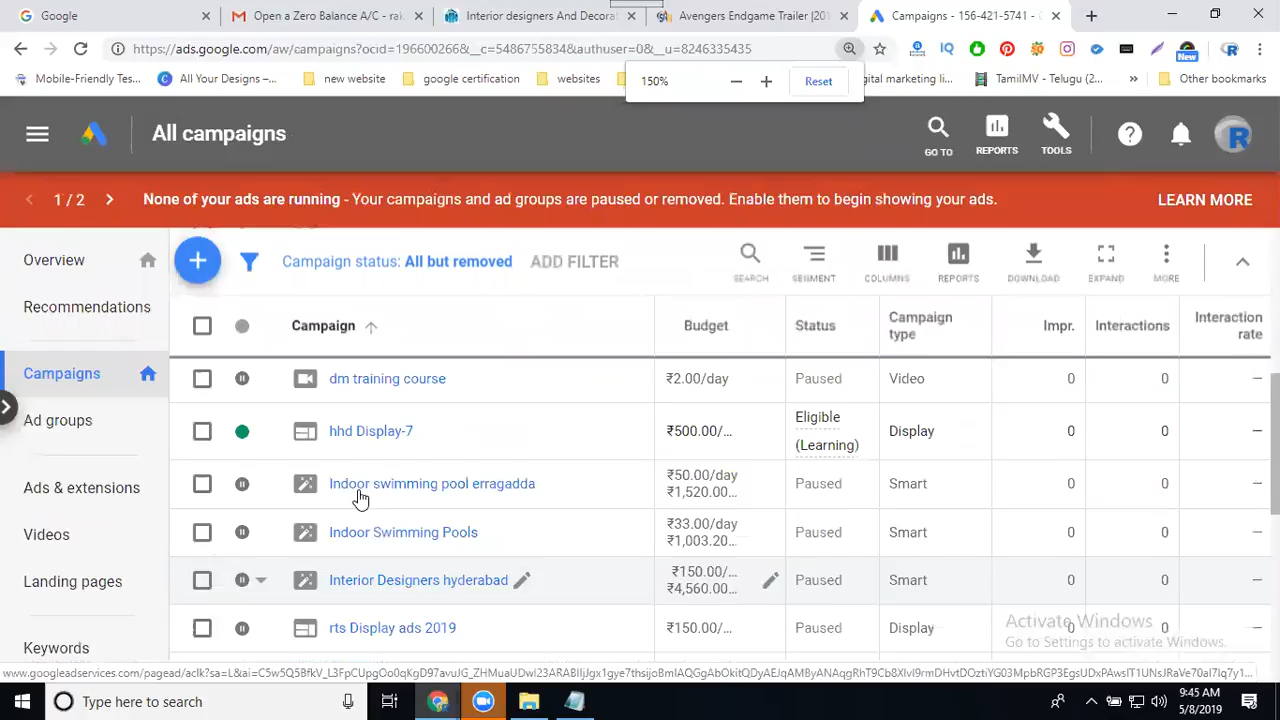 Google
Open a Zero Balance A/C - rak
Interior designers And Decorat
Avengers Endgame Trailer [201
Campaigns - 156-421-5741 - G
https://ads.google.com/aw/campaigns?ocid=196600266&__c=5486755834&authuser=0&__u=8246335435
Mobile-Friendly Tes...
All Your Designs –...
new website
google certification
websites
igital marketing li...
TamilMV - Telugu (2...
Other bookmarks
New
150%
Reset
All campaigns
GO TO
REPORTS
TOOLS
1 / 2
None of your ads are running - Your campaigns and ad groups are paused or removed. Enable them to begin showing your ads.
LEARN MORE
Overview
Recommendations
Campaigns
Ad groups
Ads & extensions
Videos
Landing pages
Keywords
Campaign status: All but removed
ADD FILTER
SEARCH
SEGMENT
COLUMNS
REPORTS
DOWNLOAD
EXPAND
MORE
Campaign Budget Status Campaign type Impr. Interactions Interaction rate
dm training course ₹2.00/day Paused Video 0 0 —
hhd Display-7 ₹500.00/... Eligible (Learning) Display 0 0 —
Indoor swimming pool erragadda ₹50.00/day ₹1,520.00... Paused Smart 0 0 —
Indoor Swimming Pools ₹33.00/day ₹1,003.20... Paused Smart 0 0 —
Interior Designers hyderabad ₹150.00/... ₹4,560.00... Paused Smart 0 0 —
rts Display ads 2019 ₹150.00/... Paused Display 0 0 —
Activate Windows
Go to Settings to activate Windows.
Type here to search
9:45 AM
5/8/2019